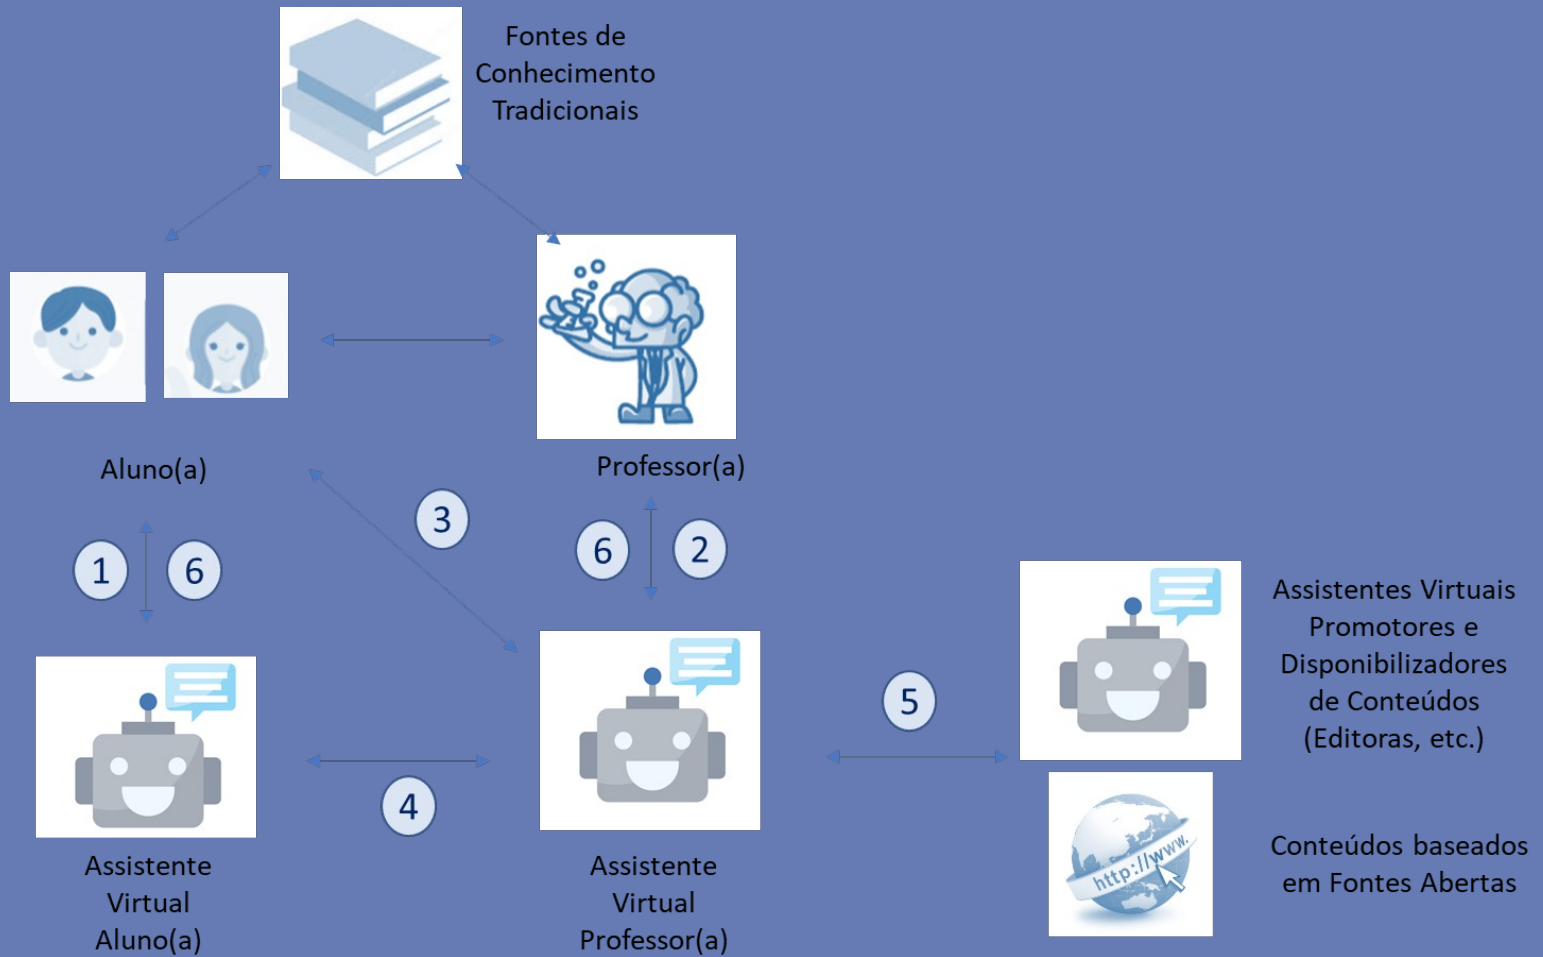 Fontes de
Conhecimento
Tradicionais
Aluno(a)
Professor(a)
3
1
6
6
2
5
4
Assistentes Virtuais
Promotores e
Disponibilizadores
de Conteúdos
(Editoras, etc.)
http://www.
Conteúdos baseados
em Fontes Abertas
Assistente
Virtual
Aluno(a)
Assistente
Virtual
Professor(a)